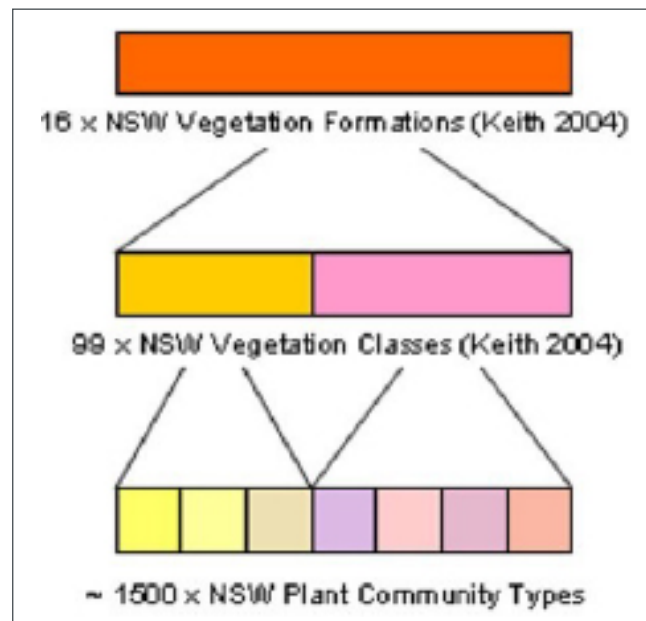 16 x NSW Vegetation Formations (Keith 2004)
99 x NSW Vegetation Classes (Keith 2004)
~ 1500 x NSW Plant Community Types